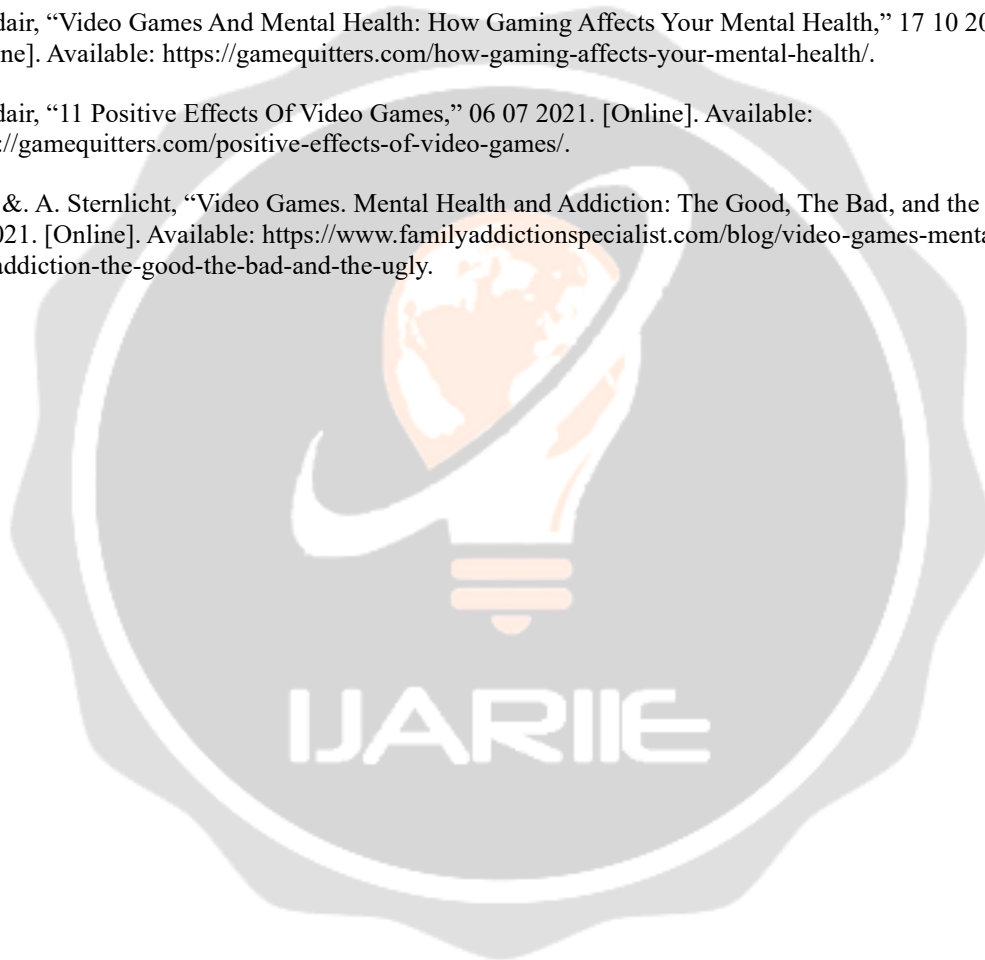 dair, “Video Games And Mental Health: How Gaming Affects Your Mental Health,” 17 10 20
ne]. Available: https://gamequitters.com/how-gaming-affects-your-mental-health/.
dair, “11 Positive Effects Of Video Games,” 06 07 2021. [Online]. Available:
://gamequitters.com/positive-effects-of-video-games/.
&. A. Sternlicht, “Video Games. Mental Health and Addiction: The Good, The Bad, and the
021. [Online]. Available: https://www.familyaddictionspecialist.com/blog/video-games-menta
addiction-the-good-the-bad-and-the-ugly.
IJARIIE